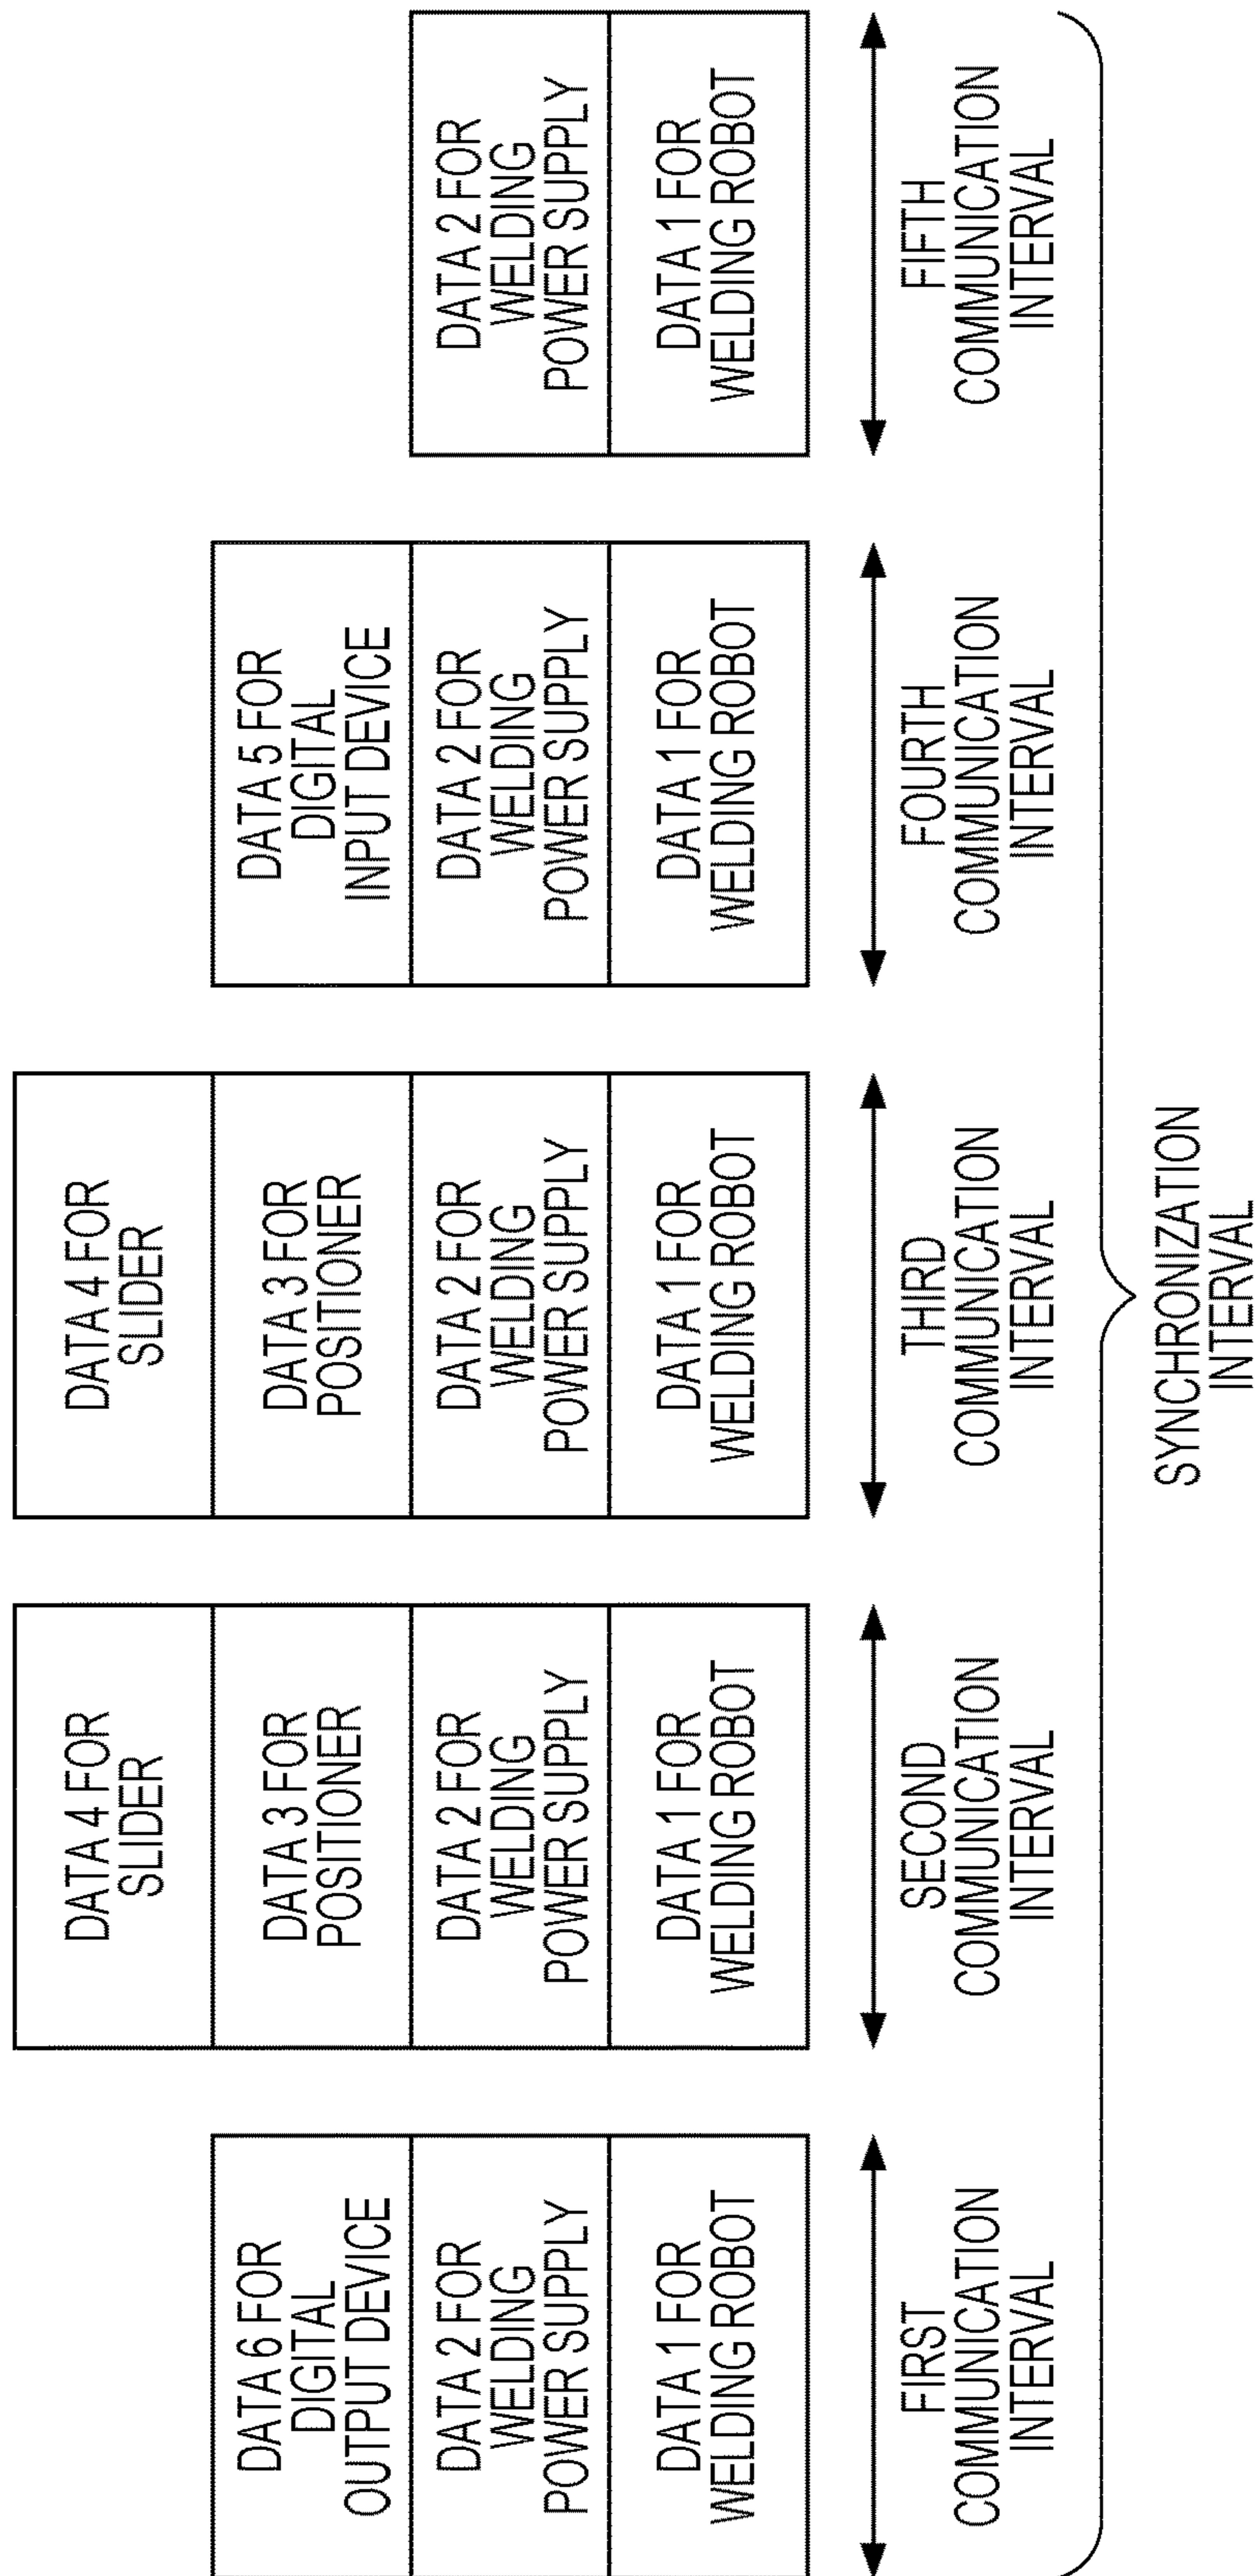 DATA 6 FOR
DIGITAL
OUTPUT DEVICE
DATA 2 FOR
WELDING
POWER SUPPLY
DATA 1 FOR
WELDING ROBOT
FIRST
COMMUNICATION
INTERVAL
DATA 4 FOR
SLIDER
DATA 3 FOR
POSITIONER
DATA 2 FOR
WELDING
POWER SUPPLY
DATA 1 FOR
WELDING ROBOT
SECOND
COMMUNICATION
INTERVAL
DATA 4 FOR
SLIDER
DATA 3 FOR
POSITIONER
DATA 2 FOR
WELDING
POWER SUPPLY
DATA 1 FOR
WELDING ROBOT
THIRD
COMMUNICATION
INTERVAL
DATA 5 FOR
DIGITAL
INPUT DEVICE
DATA 2 FOR
WELDING
POWER SUPPLY
DATA 1 FOR
WELDING ROBOT
FOURTH
COMMUNICATION
INTERVAL
DATA 2 FOR
WELDING
POWER SUPPLY
DATA 1 FOR
WELDING ROBOT
FIFTH
COMMUNICATION
INTERVAL
SYNCHRONIZATION
INTERVAL